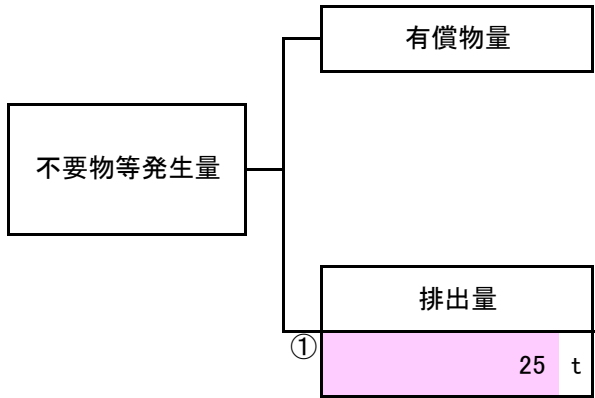 有償物量
不要物等発生量
排出量
①
25 t